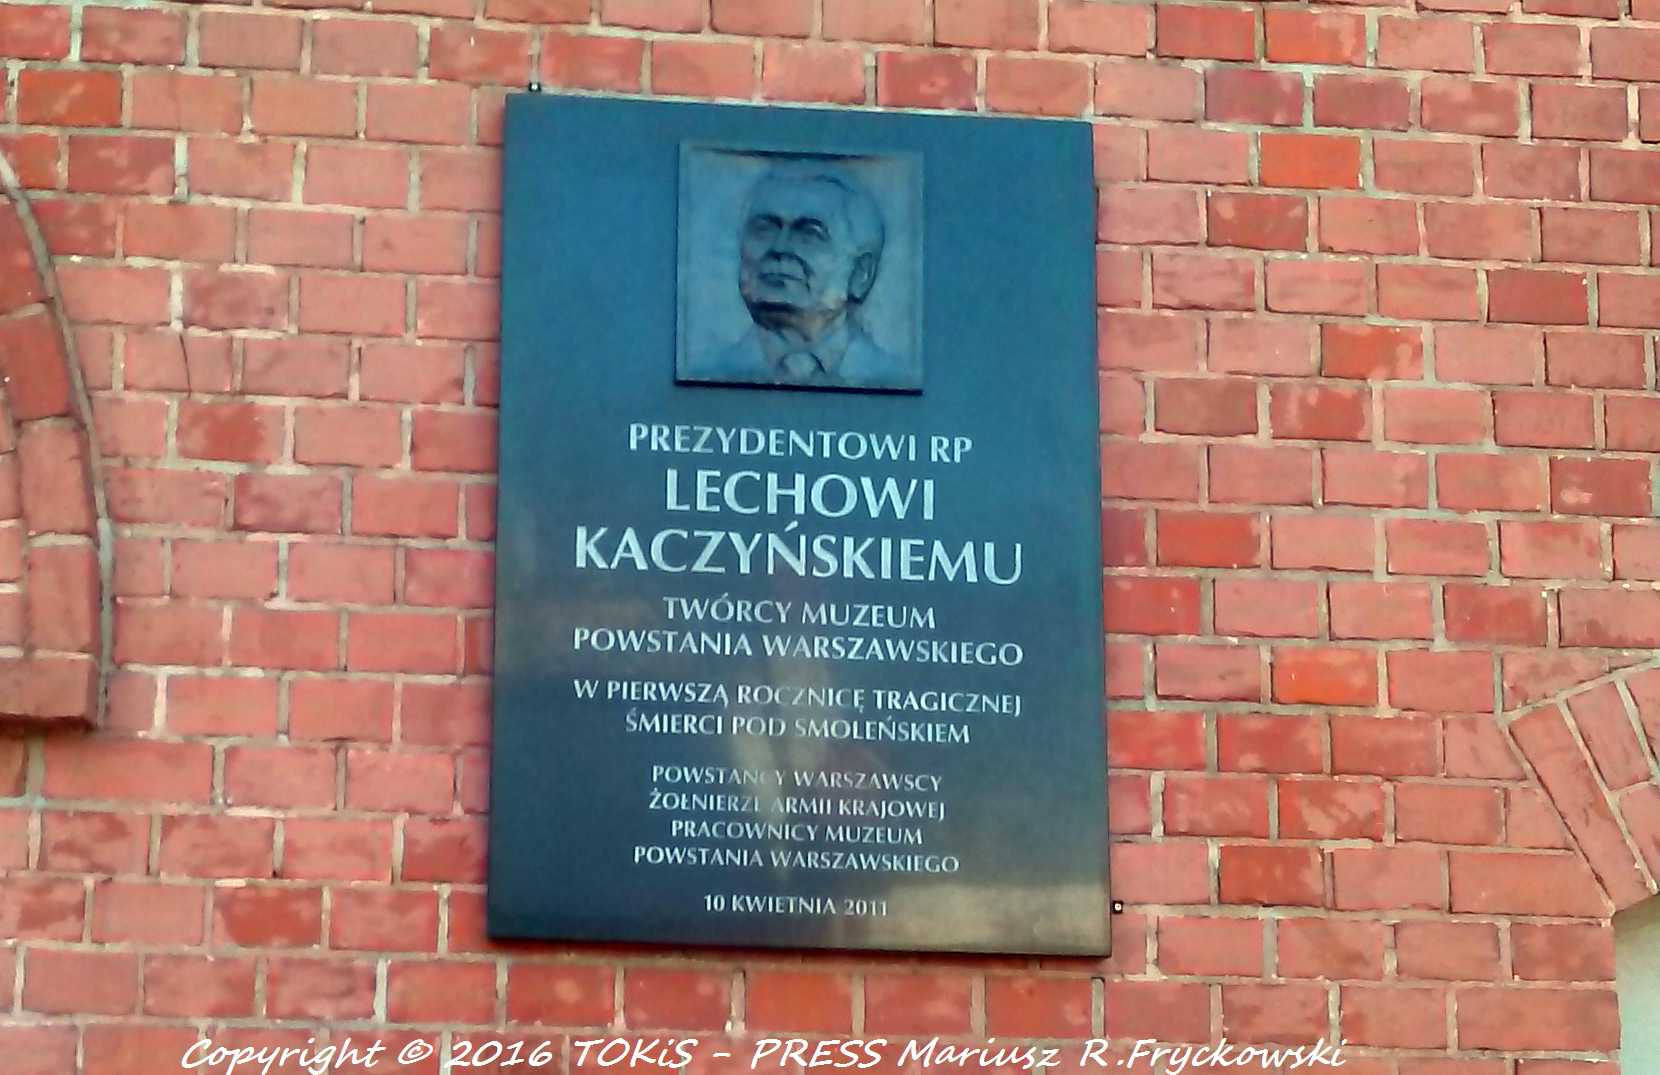 PREZYDENTOWI RP
LECHOWI
KACZYŃSKIEMU
TWÓRCY MUZEUM
POWSTANIA WARSZAWSKIEGO
W PIERWSZĄ ROCZNICĘ TRAGICZNEJ
ŚMIERCI POD SMOLEŃSKIEM
POWSTAŃCY WARSZAWSCY
ŻOŁNIERZE ARMII KRAJOWEJ
PRACOWNICY MUZEUM
POWSTANIA WARSZAWSKIEGO
10 KWIETNIA 2011
Copyright © 2016 TOKiS - PRESS Mariusz R.Fryckowski